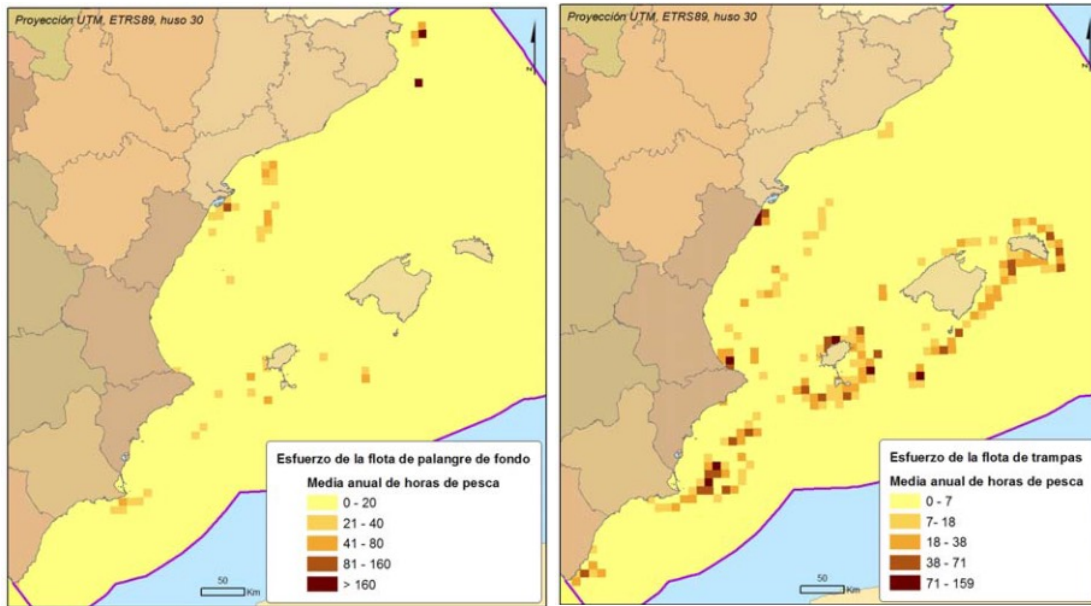 Proyección UTM, ETRS89, huso 30
N
Esfuerzo de la flota de palangre de fondo
Media anual de horas de pesca
0 - 20
21 - 40
41 - 80
81 - 160
> 160
50
Km
Proyección UTM, ETRS89, huso 30
N
Esfuerzo de la flota de trampas
Media anual de horas de pesca
0 - 7
7- 18
18 - 38
38 - 71
71 - 159
50
Km